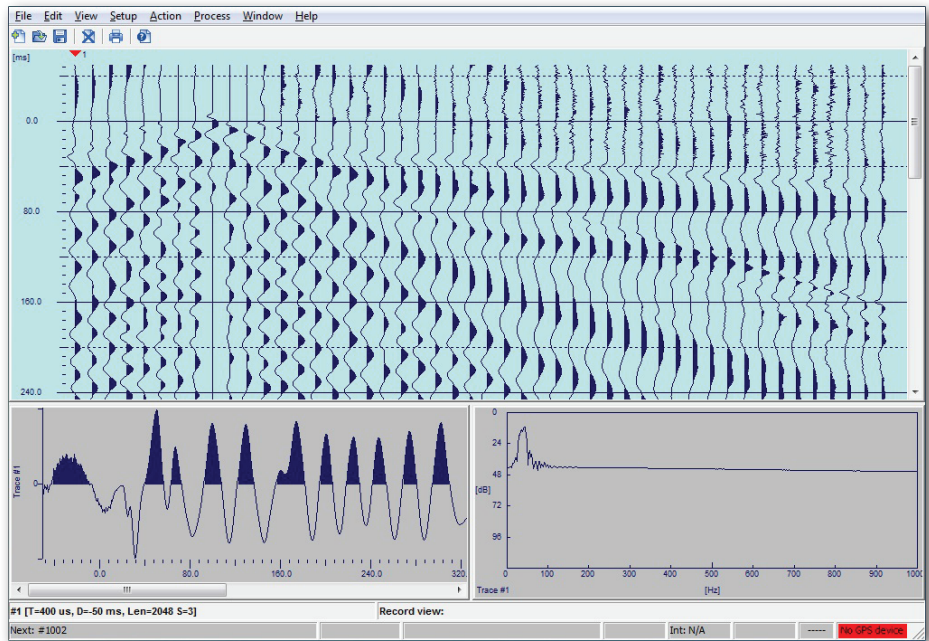 File Edit View Setup Action Process Window Help
[ms]
1
0.0
80.0
160.0
240.0
Trace #1
0
0.0
80.0
160.0
240.0
320.
0
24
48
72
96
[dB]
0 100 200 300 400 500 600 700 800 900 1000
Trace #1 [Hz]
#1 [T=400 us, D=-50 ms, Len=2048 S=3] Record view:
Next: #1002 Int: N/A ----- No GPS device